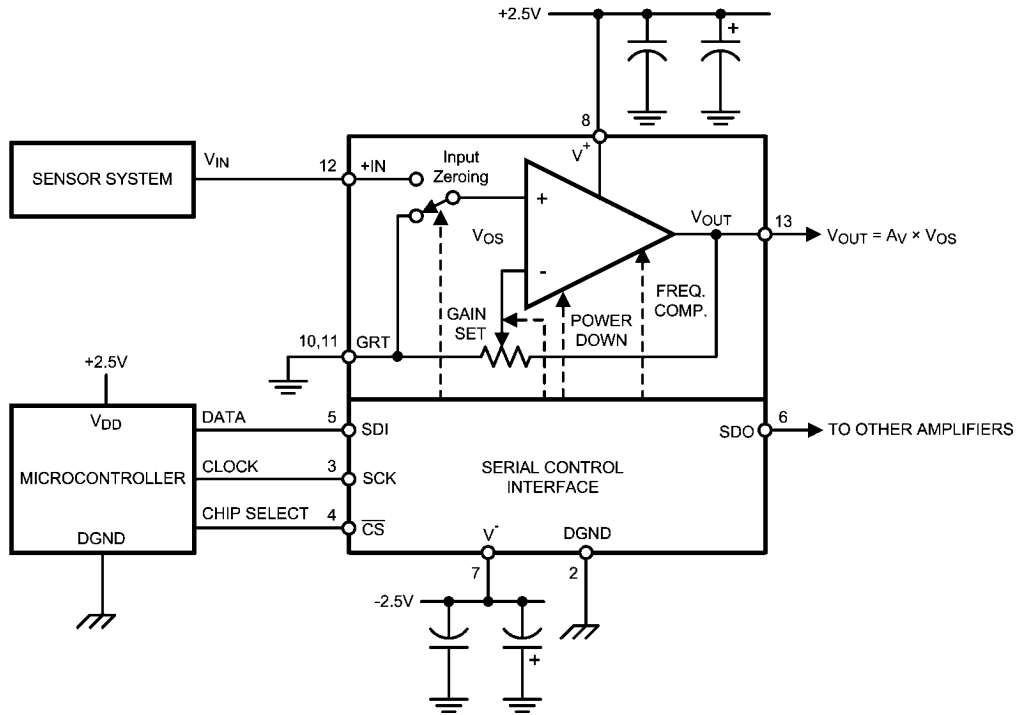 +2.5V
+
8
V+
SENSOR SYSTEM
VIN
12
+IN
Input
Zeroing
+
VOS
-
VOUT
13
VOUT = AV × VOS
GAIN
SET
POWER
DOWN
FREQ.
COMP.
10,11
GRT
+2.5V
VDD
MICROCONTROLLER
DGND
DATA
5
SDI
CLOCK
3
SCK
CHIP SELECT
4
CS
SERIAL CONTROL
INTERFACE
SDO
6
TO OTHER AMPLIFIERS
V-
DGND
7
2
-2.5V
+